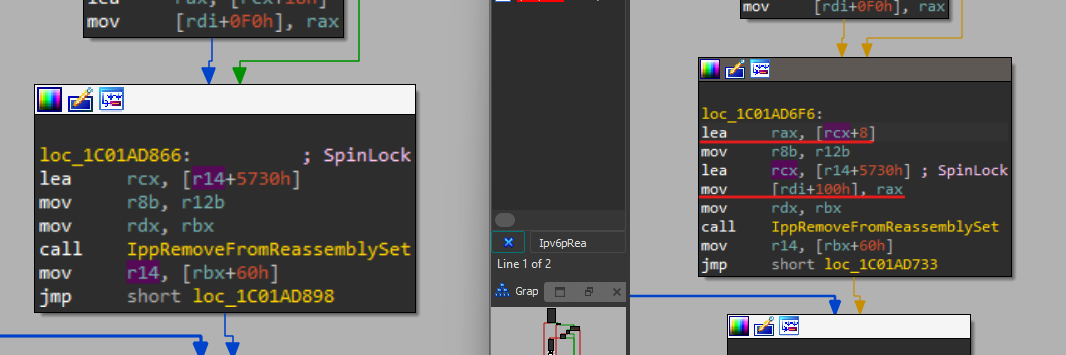 lea rax, [rcx+18h]
mov [rdi+0F0h], rax
loc_1C01AD866: ; SpinLock
lea rcx, [r14+5730h]
mov r8b, r12b
mov rdx, rbx
call IppRemoveFromReassemblySet
mov r14, [rbx+60h]
jmp short loc_1C01AD898
Ipv6pRea
Line 1 of 2
Grap
mov [rdi+0F0h], rax
loc_1C01AD6F6:
lea rax, [rcx+8]
mov r8b, r12b
lea rcx, [r14+5730h] ; SpinLock
mov [rdi+100h], rax
mov rdx, rbx
call IppRemoveFromReassemblySet
mov r14, [rbx+60h]
jmp short loc_1C01AD733